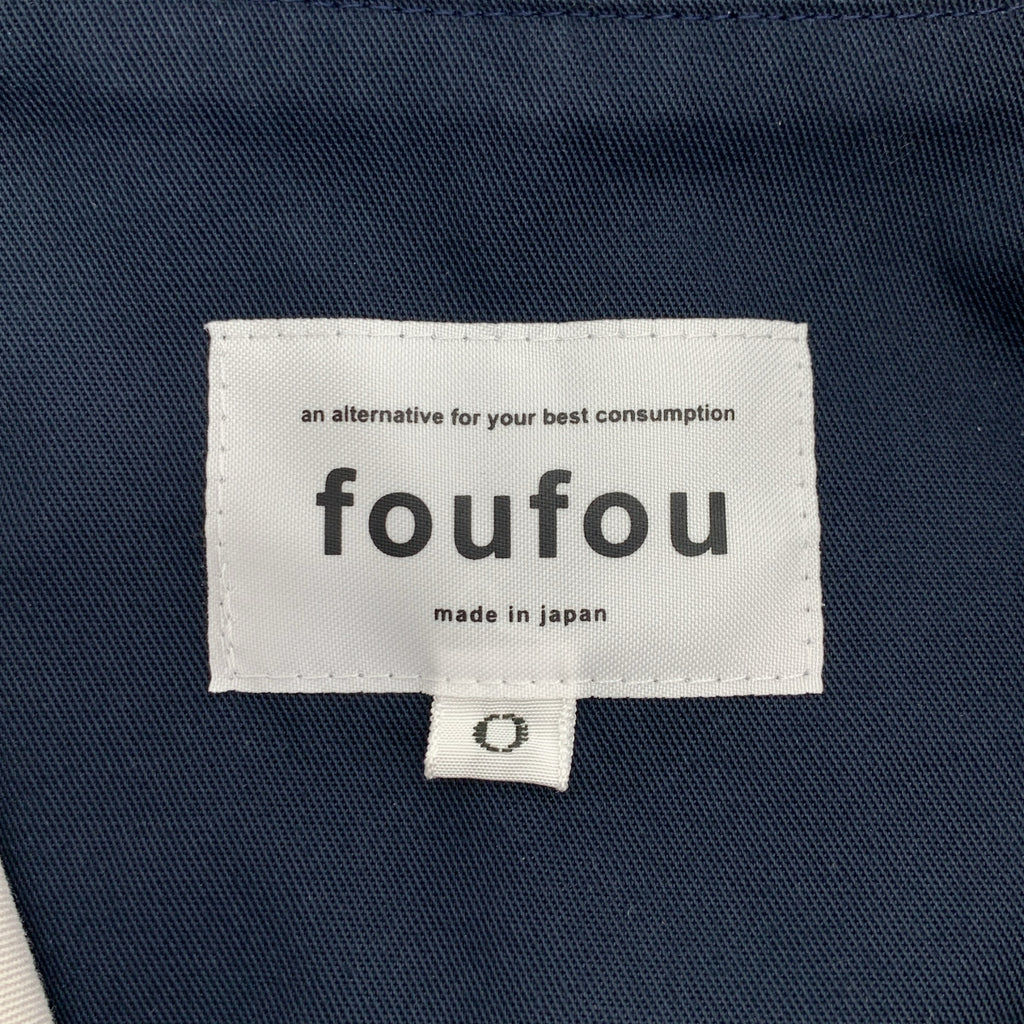 an alternative for your best consumption
foufou
made in japan
0